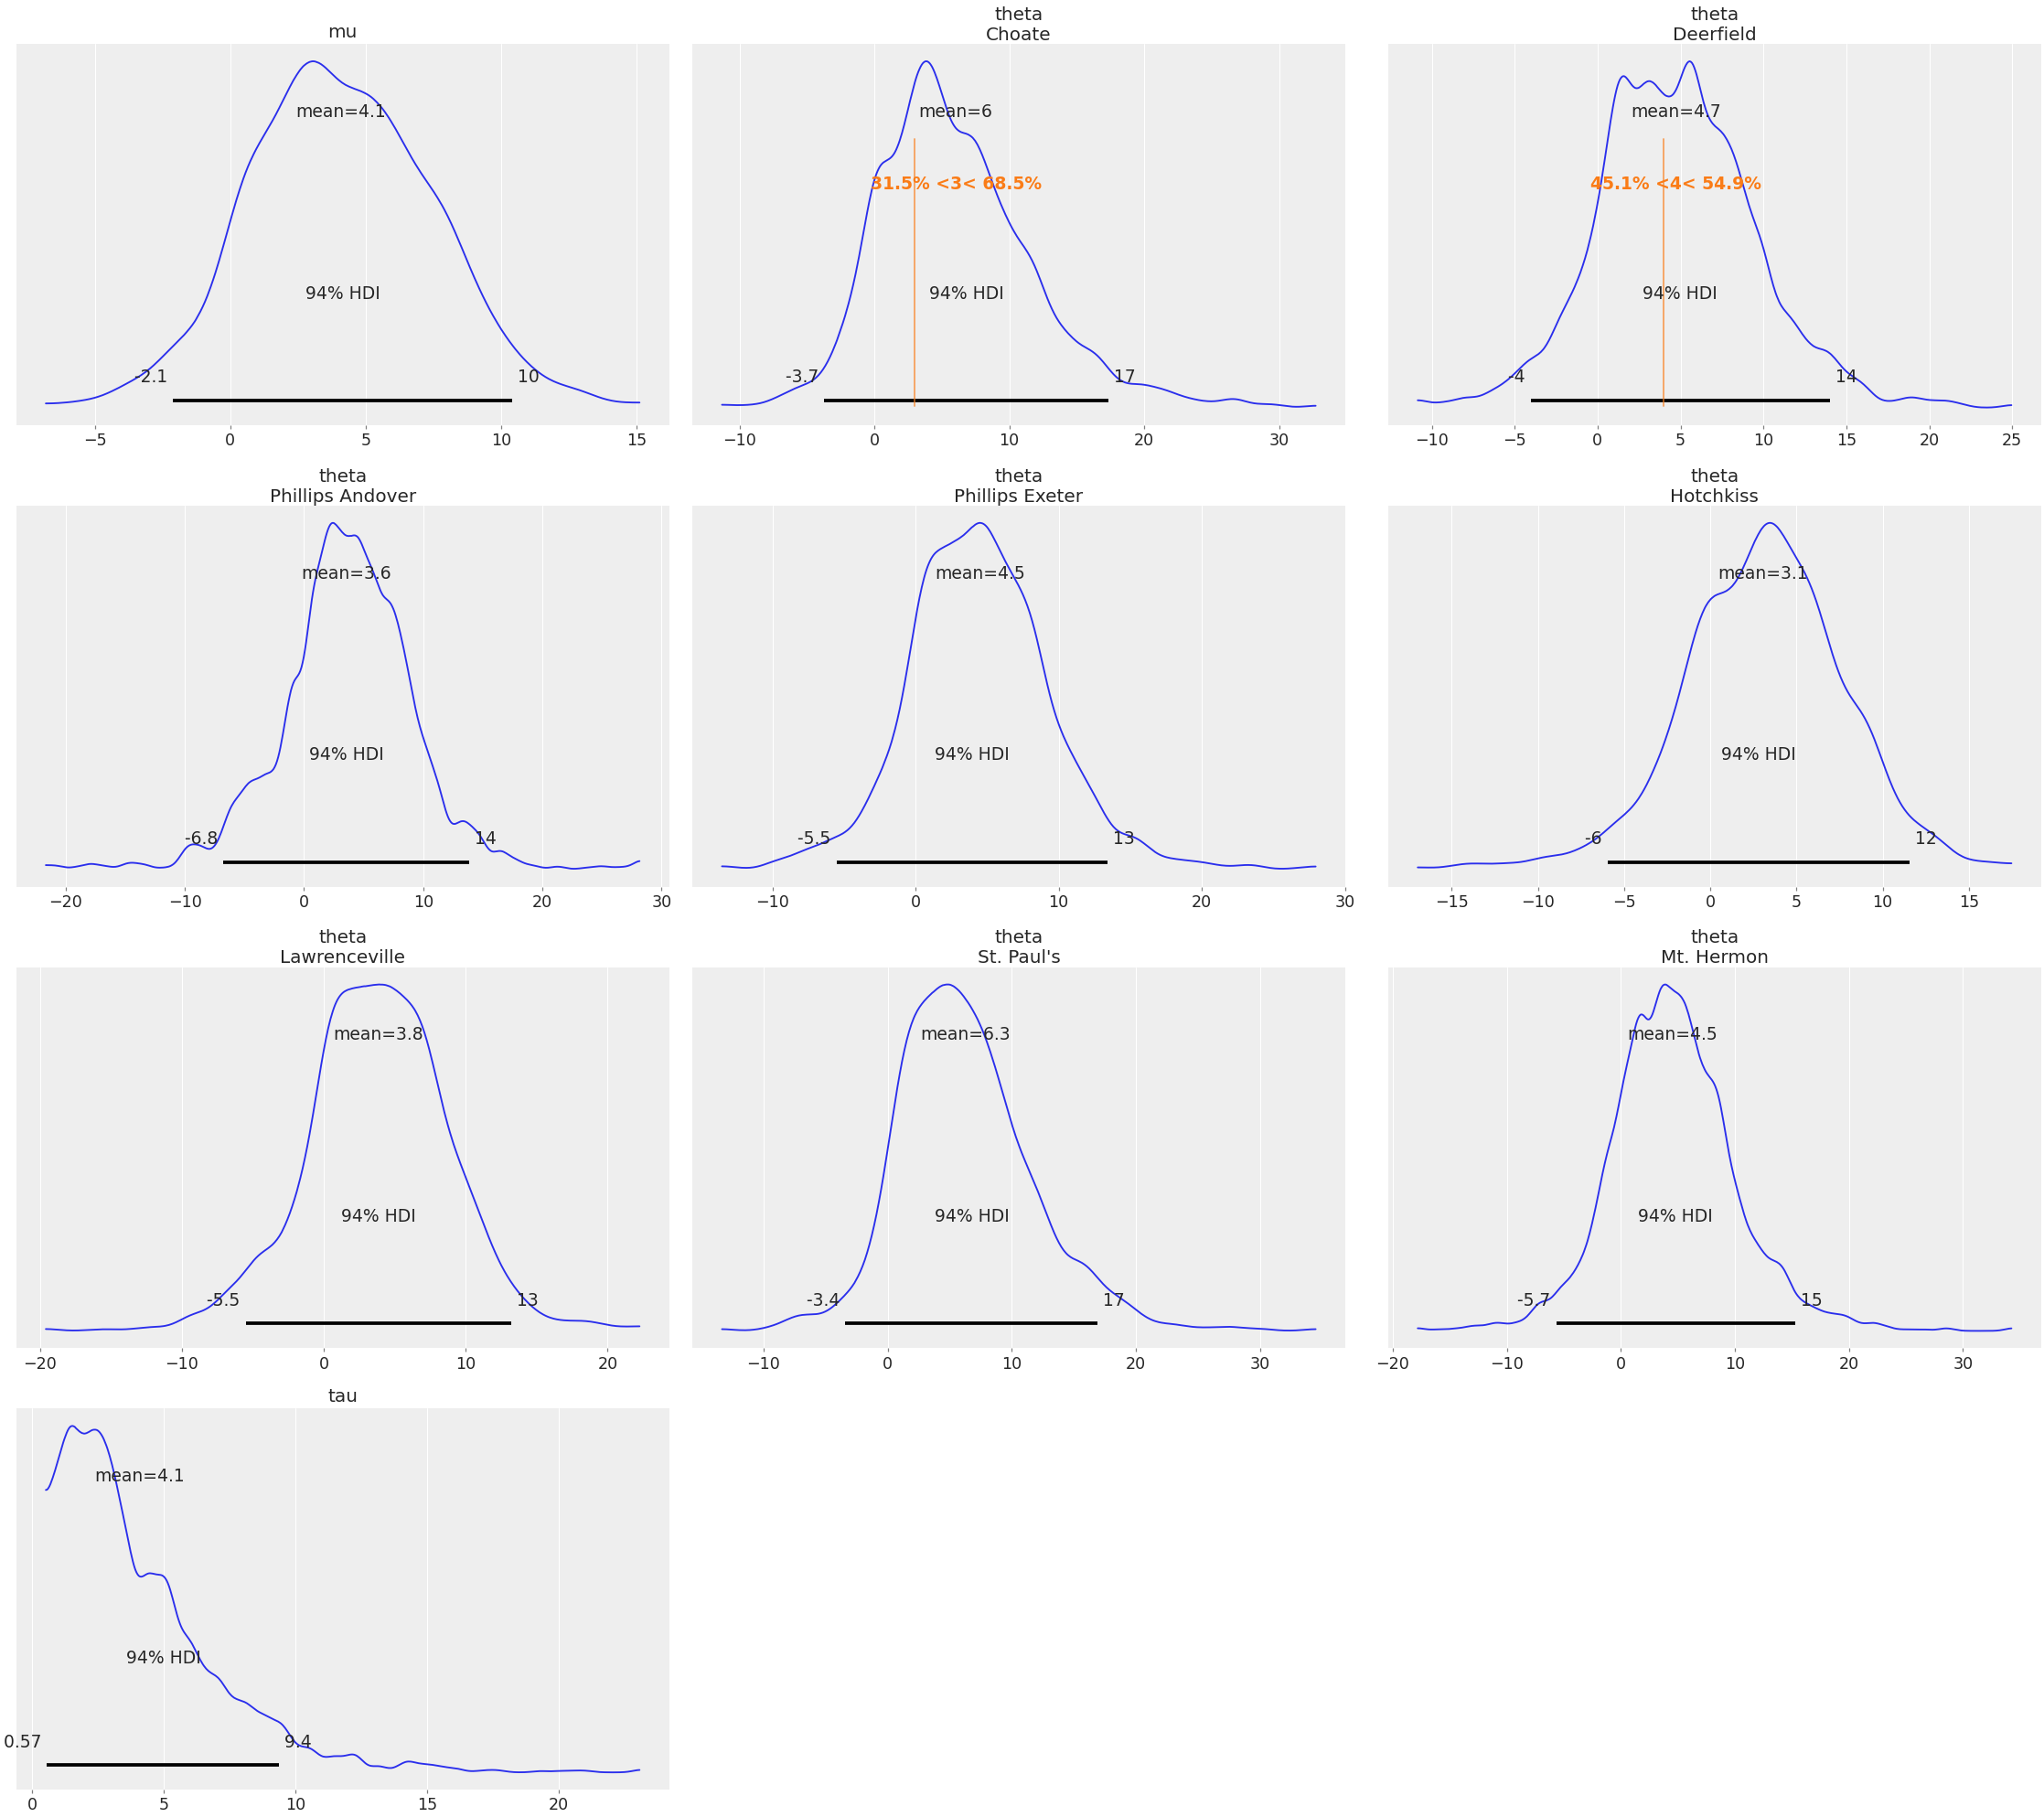 mu
mean=4.1
94% HDI
-2.1 10
−5 0 5 10 15
theta
Choate
mean=6
31.5% <3< 68.5%
94% HDI
-3.7 17
−10 0 10 20 30
theta
Deerfield
mean=4.7
45.1% <4< 54.9%
94% HDI
-4 14
−10 −5 0 5 10 15 20 25
theta
Phillips Andover
mean=3.6
94% HDI
-6.8 14
−20 −10 0 10 20 30
theta
Phillips Exeter
mean=4.5
94% HDI
-5.5 13
−10 0 10 20 30
theta
Hotchkiss
mean=3.1
94% HDI
-6 12
−15 −10 −5 0 5 10 15
theta
Lawrenceville
mean=3.8
94% HDI
-5.5 13
−20 −10 0 10 20
theta
St. Paul's
mean=6.3
94% HDI
-3.4 17
−10 0 10 20 30
theta
Mt. Hermon
mean=4.5
94% HDI
-5.7 15
−20 −10 0 10 20 30
tau
mean=4.1
94% HDI
0.57 9.4
0 5 10 15 20